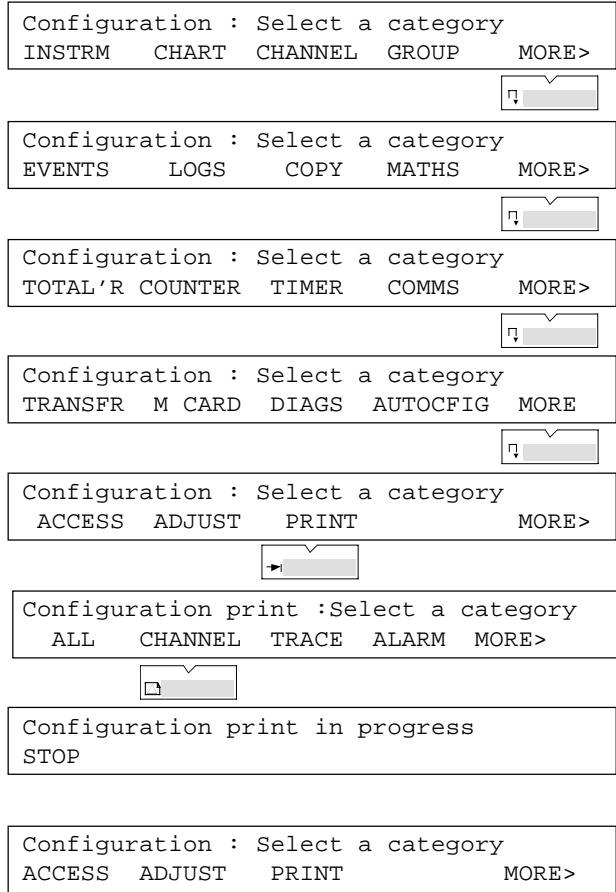 Configuration : Select a category
INSTRM CHART CHANNEL GROUP MORE>
Configuration : Select a category
EVENTS LOGS COPY MATHS MORE>
Configuration : Select a category
TOTAL'R COUNTER TIMER COMMS MORE>
Configuration : Select a category
TRANSFR M CARD DIAGS AUTOCFIG MORE
Configuration : Select a category
ACCESS ADJUST PRINT MORE>
Configuration print :Select a category
ALL CHANNEL TRACE ALARM MORE>
Configuration print in progress
STOP
Configuration : Select a category
ACCESS ADJUST PRINT MORE>